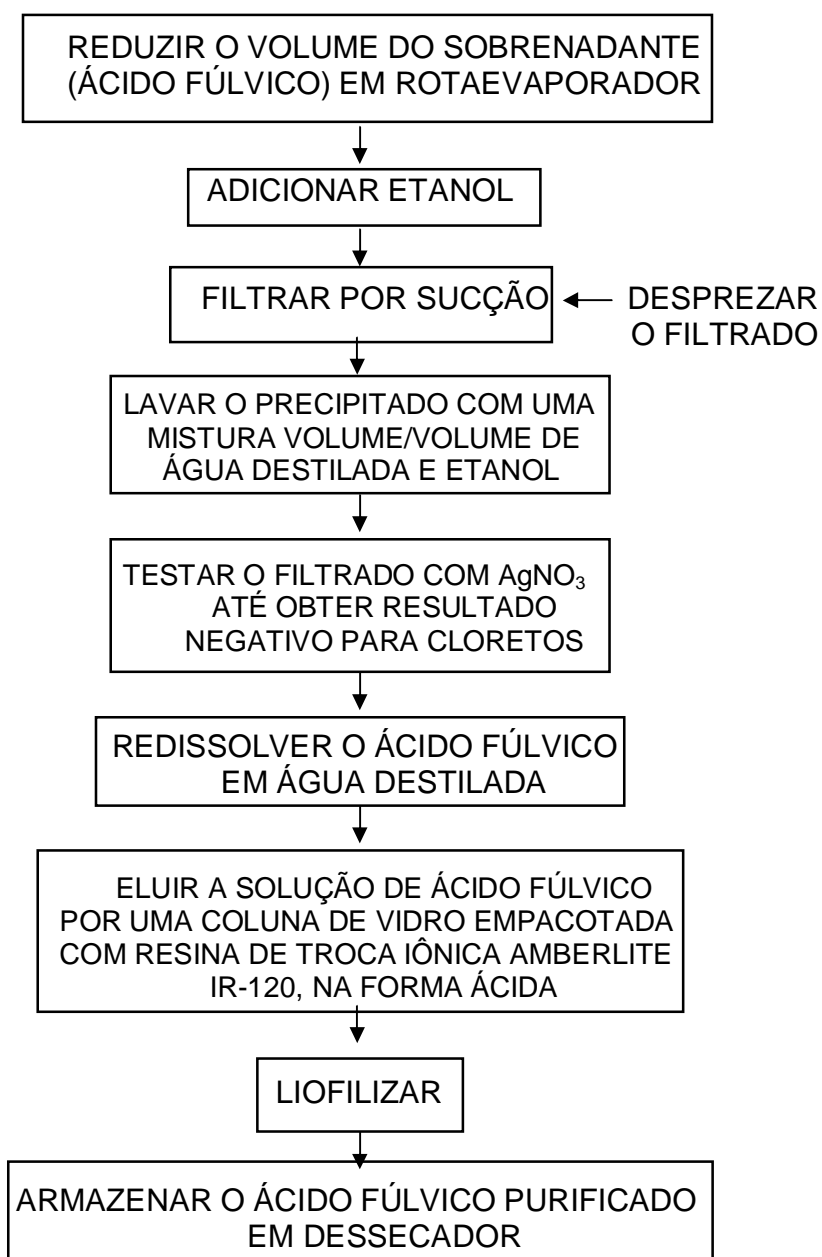 REDUZIR O VOLUME DO SOBRENADANTE
(ÁCIDO FÚLVICO) EM ROTAEVAPORADOR
ADICIONAR ETANOL
FILTRAR POR SUCÇÃO
DESPREZAR
O FILTRADO
LAVAR O PRECIPITADO COM UMA
MISTURA VOLUME/VOLUME DE
ÁGUA DESTILADA E ETANOL
TESTAR O FILTRADO COM AgNO₃
ATÉ OBTER RESULTADO
NEGATIVO PARA CLORETOS
REDISSOLVER O ÁCIDO FÚLVICO
EM ÁGUA DESTILADA
ELUIR A SOLUÇÃO DE ÁCIDO FÚLVICO
POR UMA COLUNA DE VIDRO EMPACOTADA
COM RESINA DE TROCA IÔNICA AMBERLITE
IR-120, NA FORMA ÁCIDA
LIOFILIZAR
ARMAZENAR O ÁCIDO FÚLVICO PURIFICADO
EM DESSECADOR